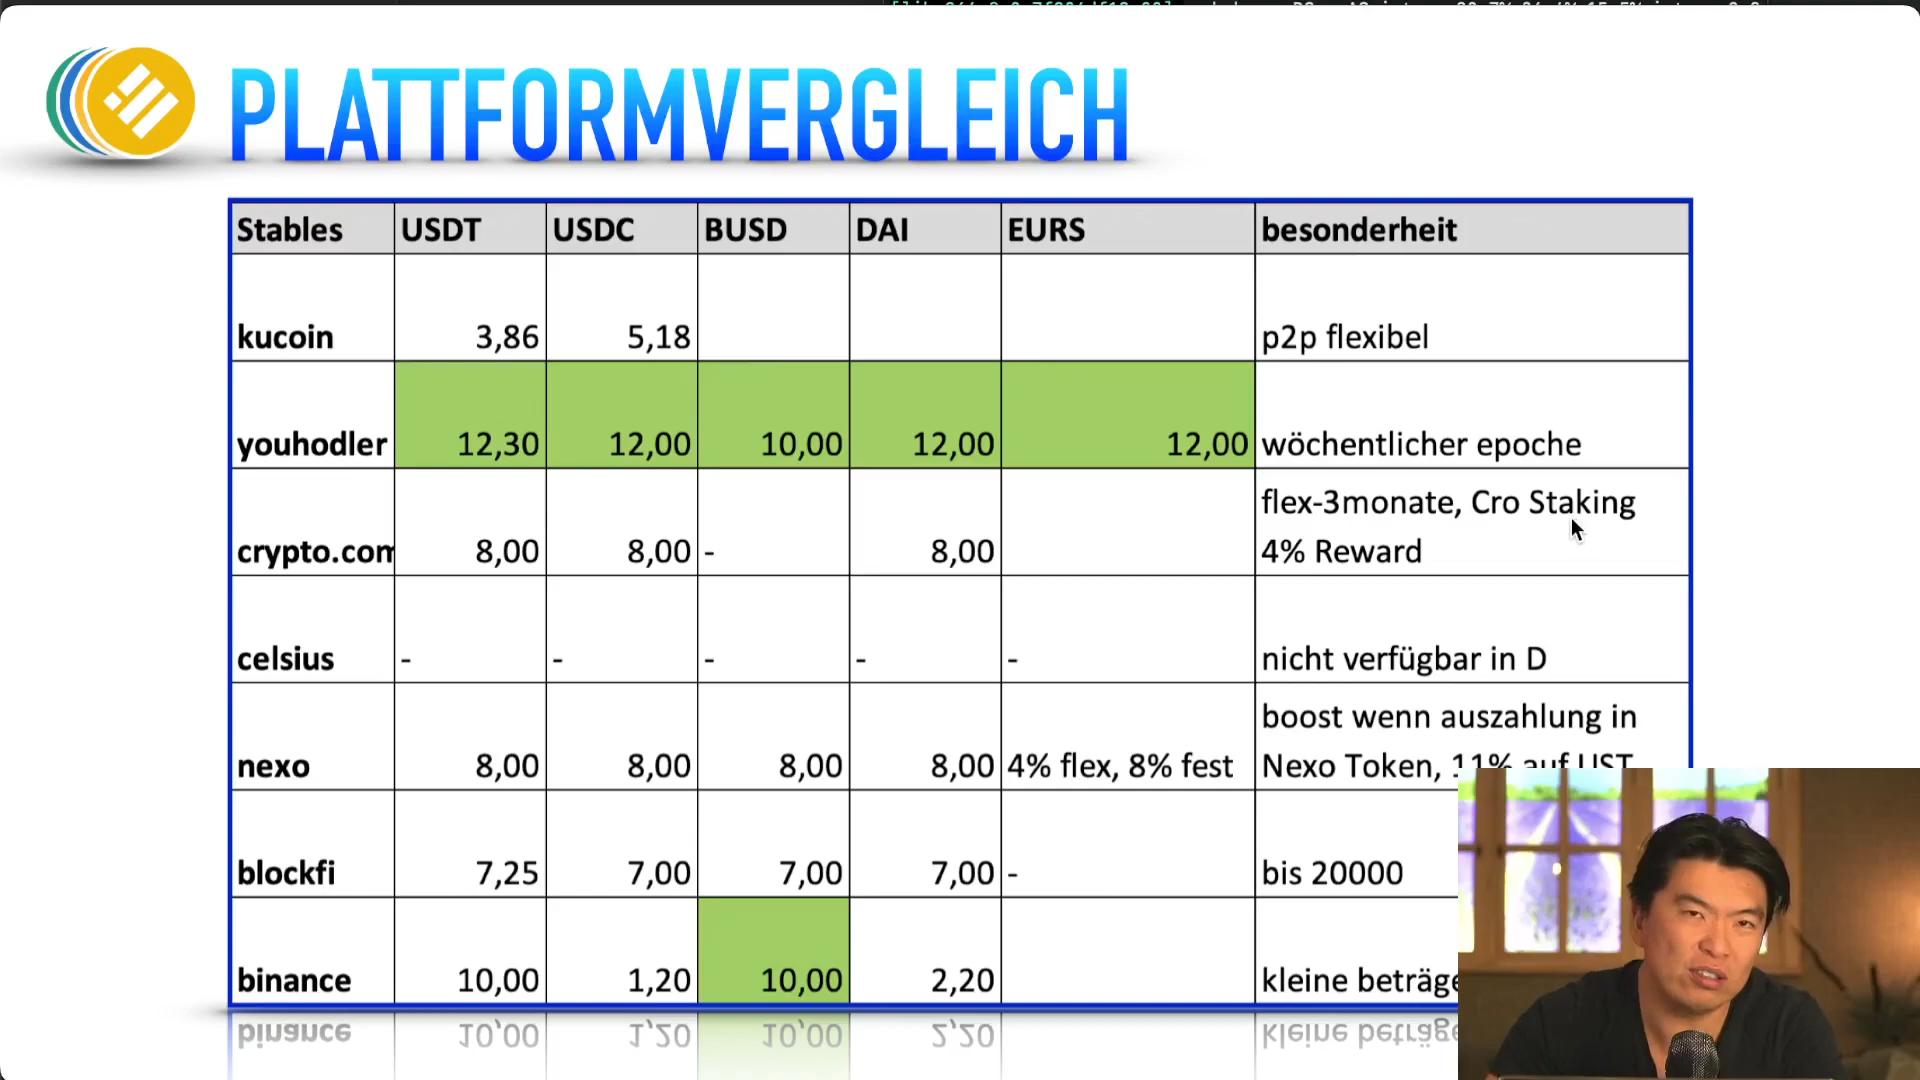 PLATTFORMVERGLEICH
Stables USDT USDC BUSD DAI EURS besonderheit
kucoin 3,86 5,18 p2p flexibel
youhodler 12,30 12,00 10,00 12,00 12,00 wöchentlicher epoche
flex-3monate, Cro Staking
crypto.com 8,00 8,00 - 8,00 4% Reward
celsius - - - - - nicht verfügbar in D
boost wenn auszahlung in
nexo 8,00 8,00 8,00 8,00 4% flex, 8% fest Nexo Token, 11% auf UST
blockfi 7,25 7,00 7,00 7,00 - bis 20000
binance 10,00 1,20 10,00 2,20 kleine beträge